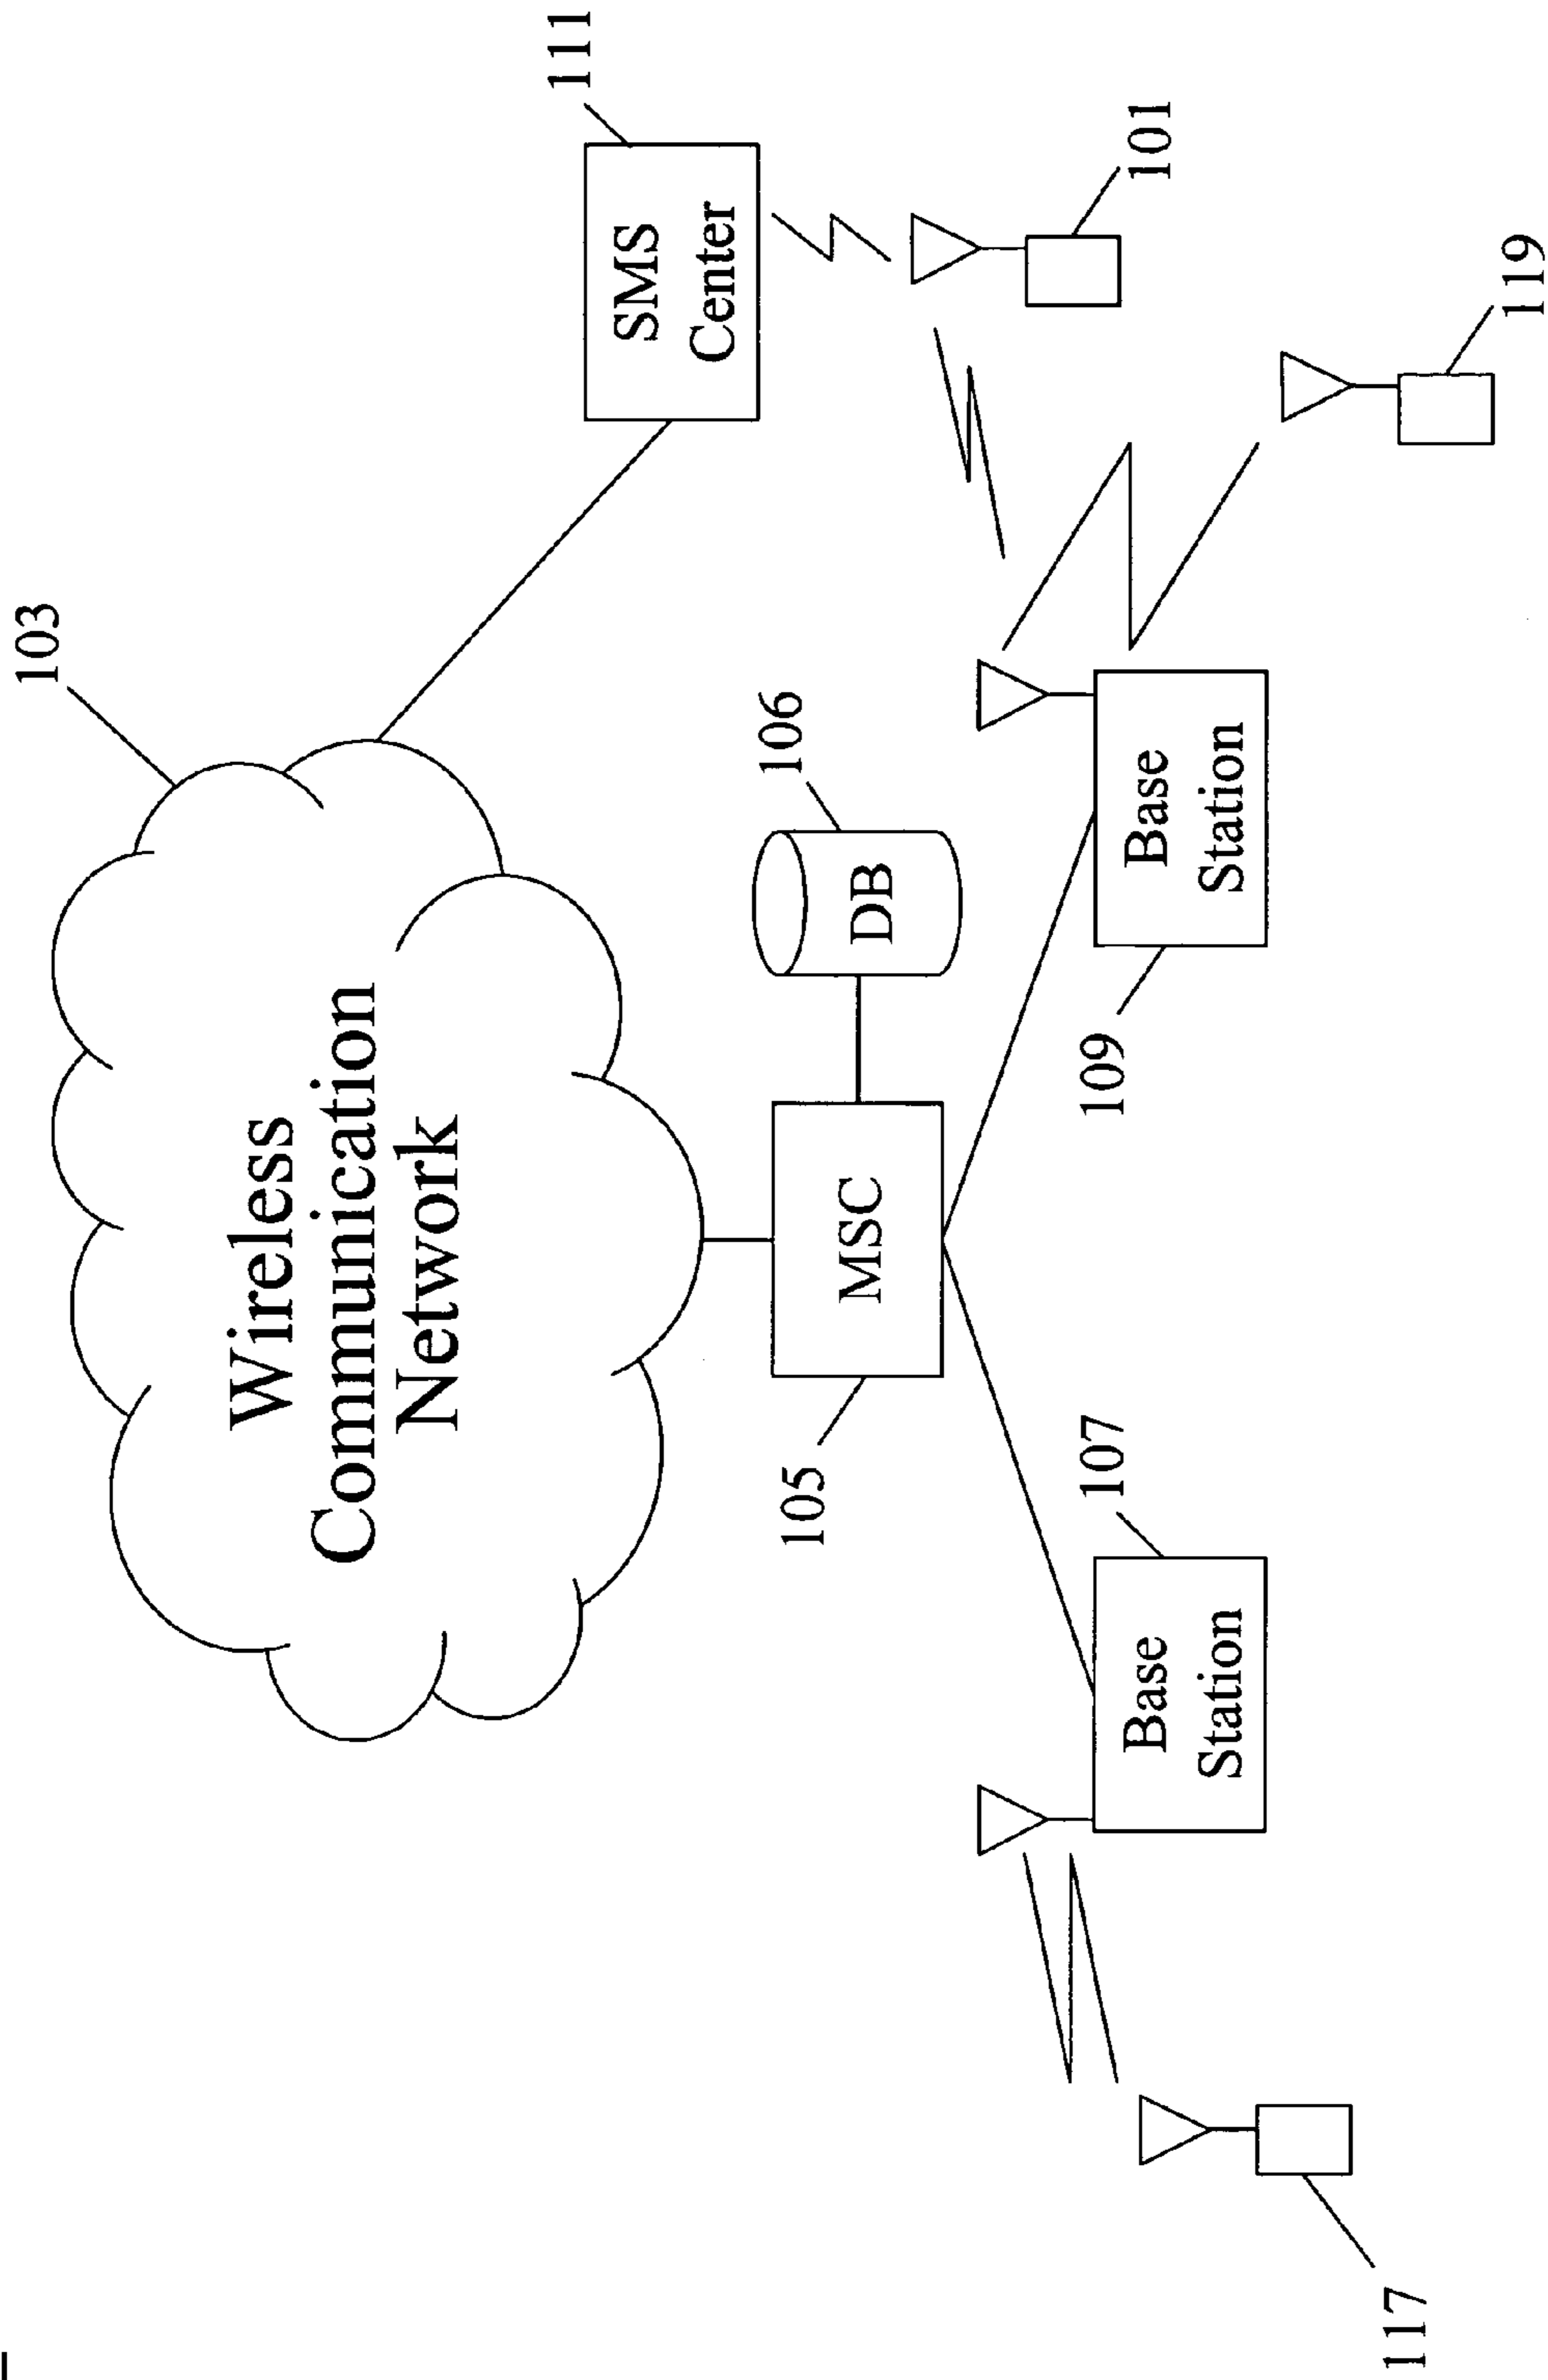 103
Wireless
Communication
Network
111
SMS
Center
106
DB
105
MSC
101
107
109
Base
Station
Base
Station
119
117